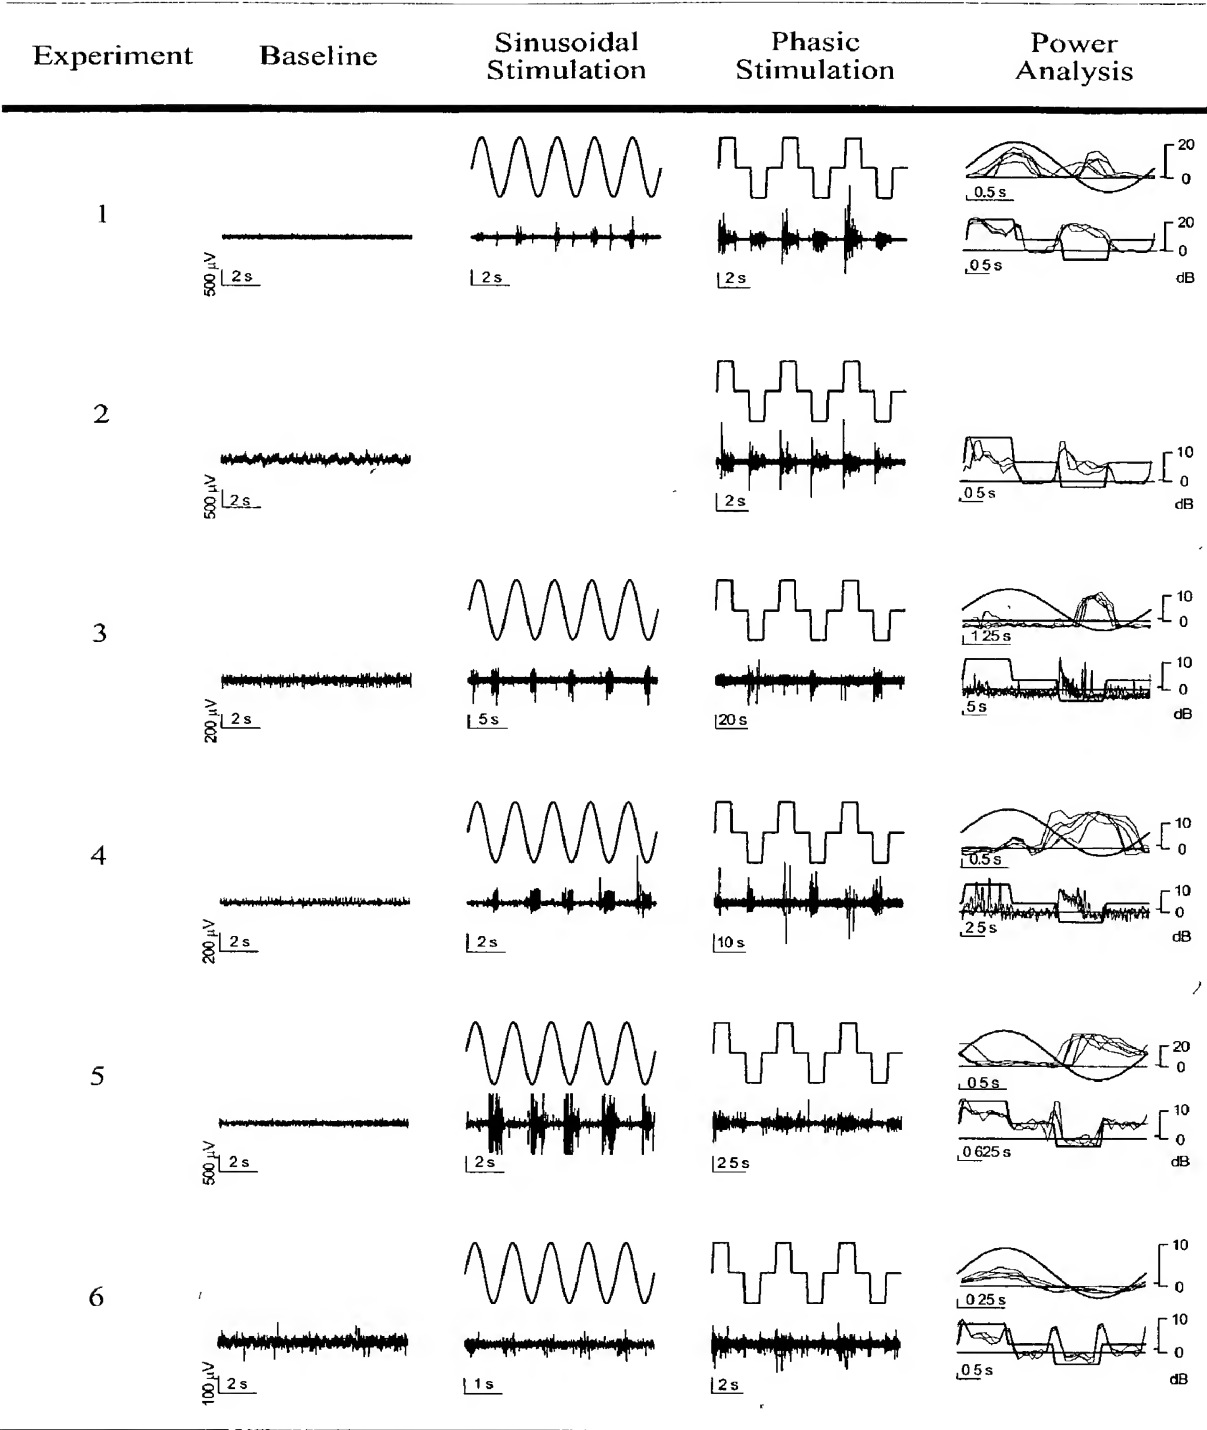 Experiment Baseline Sinusoidal Stimulation Phasic Stimulation Power Analysis
1
500 µV 2 s 2 s 2 s 0.5 s 20 0
0 5 s 20 0 dB
2
500 µV 2 s 2 s 0 5 s 10 0 dB
3
200 µV 2 s 5 s 20 s 1 25 s 10 0
5 s 10 0 dB
4
200 µV 2 s 2 s 10 s 0.5 s 10 0
2 5 s 10 0 dB
5
500 µV 2 s 2 s 2 5 s 0 5 s 20 0
0 625 s 10 0 dB
6
100 µV 2 s 1 s 2 s 0 25 s 10 0
0 5 s 10 0 dB